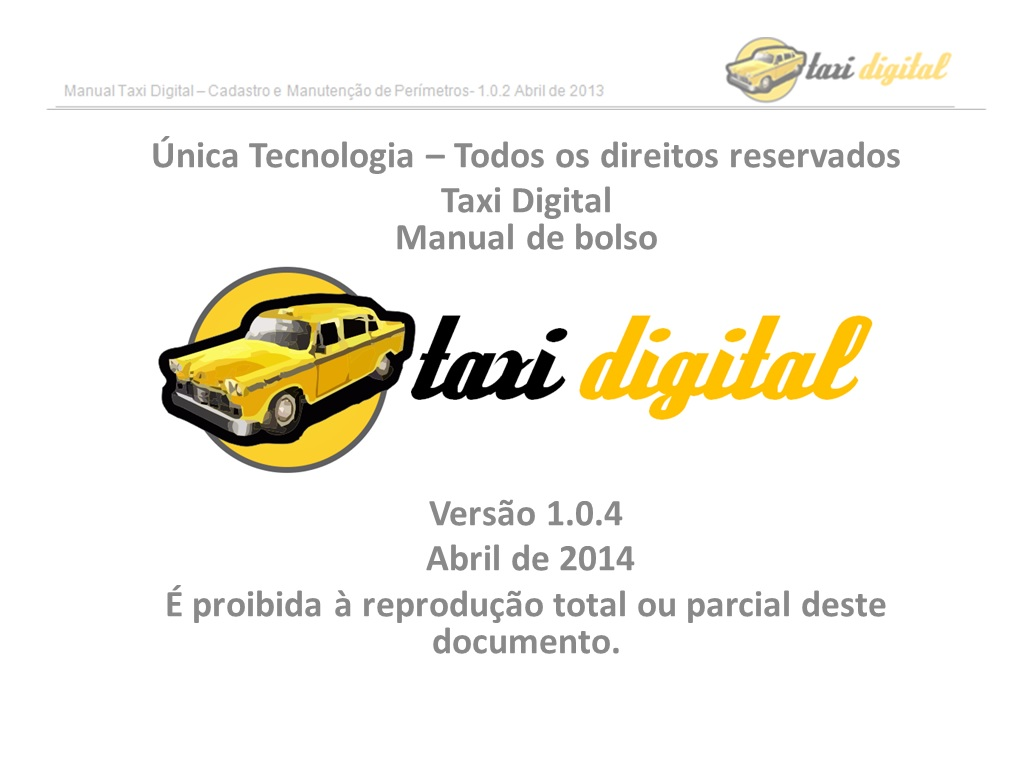 taxi digital
Manual Taxi Digital – Cadastro e Manutenção de Perímetros- 1.0.2 Abril de 2013
Única Tecnologia – Todos os direitos reservados
Taxi Digital
Manual de bolso
taxi digital
Versão 1.0.4
Abril de 2014
É proibida à reprodução total ou parcial deste
documento.